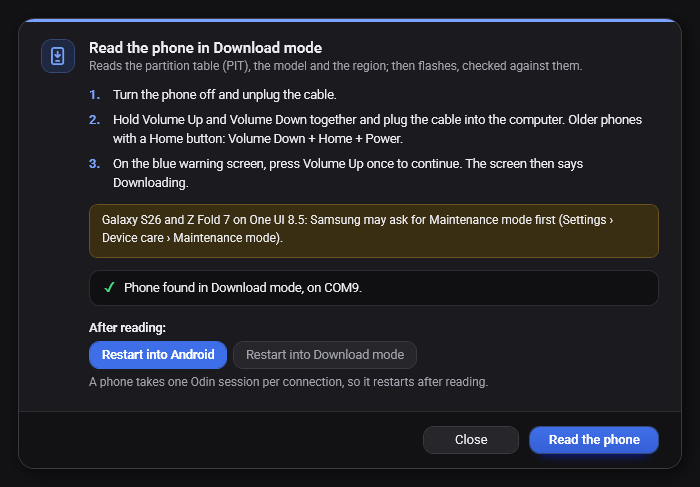 Read the phone in Download mode
Reads the partition table (PIT), the model and the region; then flashes, checked against them.
1. Turn the phone off and unplug the cable.
2. Hold Volume Up and Volume Down together and plug the cable into the computer. Older phones
with a Home button: Volume Down + Home + Power.
3. On the blue warning screen, press Volume Up once to continue. The screen then says
Downloading.
Galaxy S26 and Z Fold 7 on One UI 8.5: Samsung may ask for Maintenance mode first (Settings ›
Device care › Maintenance mode).
✓ Phone found in Download mode, on COM9.
After reading:
Restart into Android Restart into Download mode
A phone takes one Odin session per connection, so it restarts after reading.
Close Read the phone